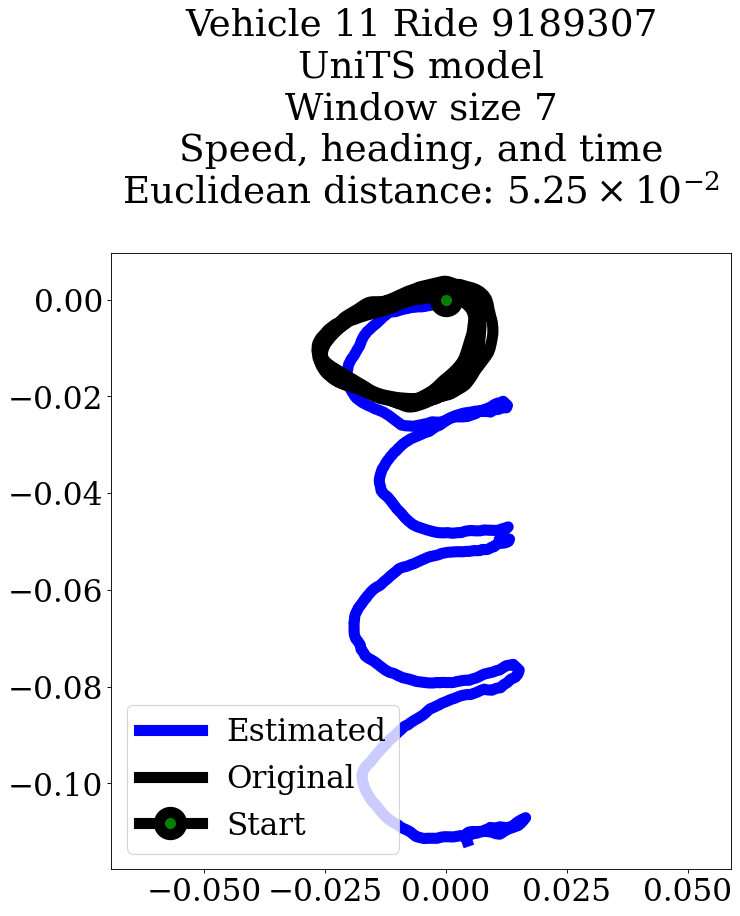 Vehicle 11 Ride 9189307
UniTS model
Window size 7
Speed, heading, and time
Euclidean distance: 5.25 × 10⁻²
0.00
−0.02
−0.04
−0.06
−0.08
−0.10
Estimated
Original
Start
−0.050 −0.025 0.000 0.025 0.050